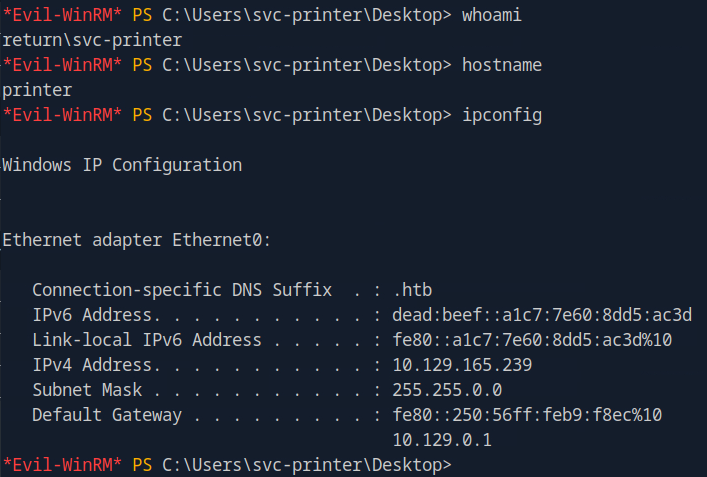 *Evil-WinRM* PS C:\Users\svc-printer\Desktop> whoami
return\svc-printer
*Evil-WinRM* PS C:\Users\svc-printer\Desktop> hostname
printer
*Evil-WinRM* PS C:\Users\svc-printer\Desktop> ipconfig
Windows IP Configuration
Ethernet adapter Ethernet0:
   Connection-specific DNS Suffix  . : .htb
   IPv6 Address. . . . . . . . . . . : dead:beef::a1c7:7e60:8dd5:ac3d
   Link-local IPv6 Address . . . . . : fe80::a1c7:7e60:8dd5:ac3d%10
   IPv4 Address. . . . . . . . . . . : 10.129.165.239
   Subnet Mask . . . . . . . . . . . : 255.255.0.0
   Default Gateway . . . . . . . . . : fe80::250:56ff:feb9:f8ec%10
                                       10.129.0.1
*Evil-WinRM* PS C:\Users\svc-printer\Desktop>